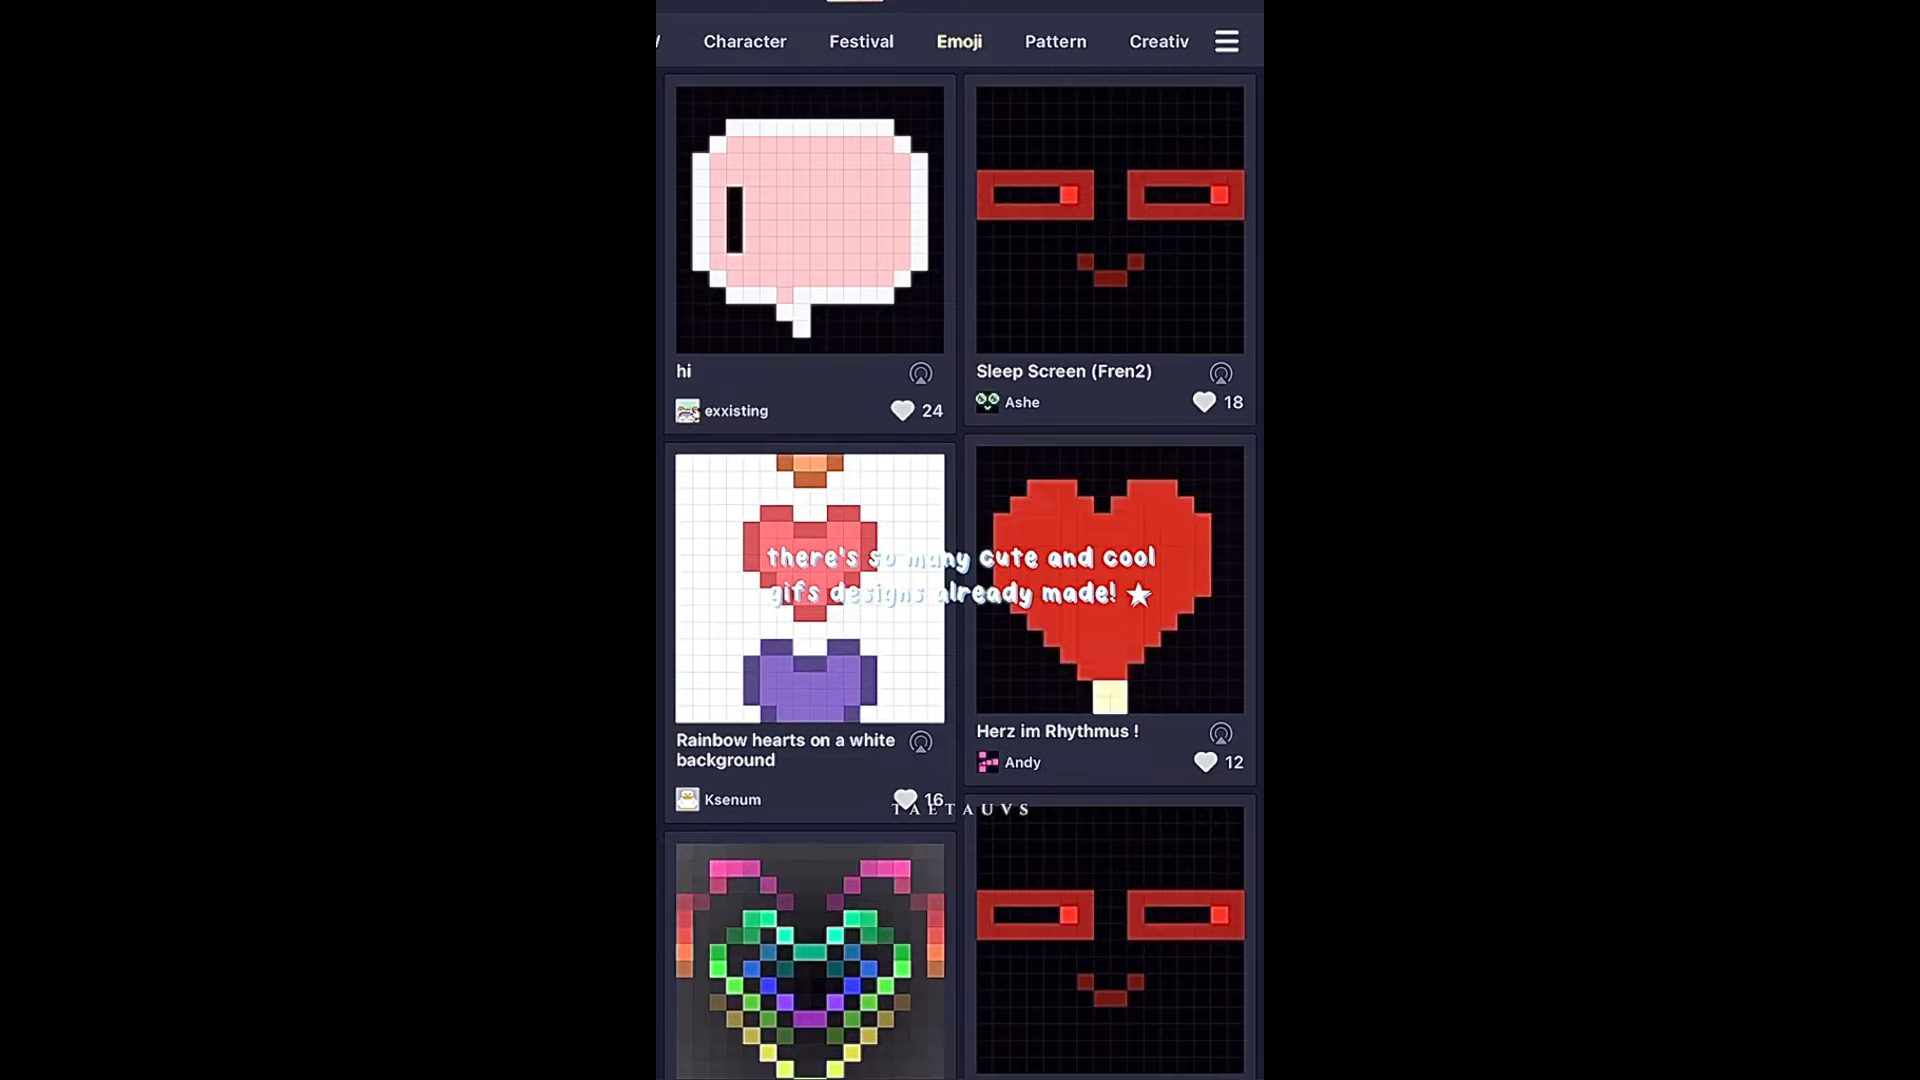 Character Festival Emoji Pattern Creativ
hi
exxisting 24
Sleep Screen (Fren2)
Ashe 18
there's so many cute and cool
gifs designs already made! ★
Rainbow hearts on a white
background
Ksenum 16
Herz im Rhythmus !
Andy 12
TAETAUVS